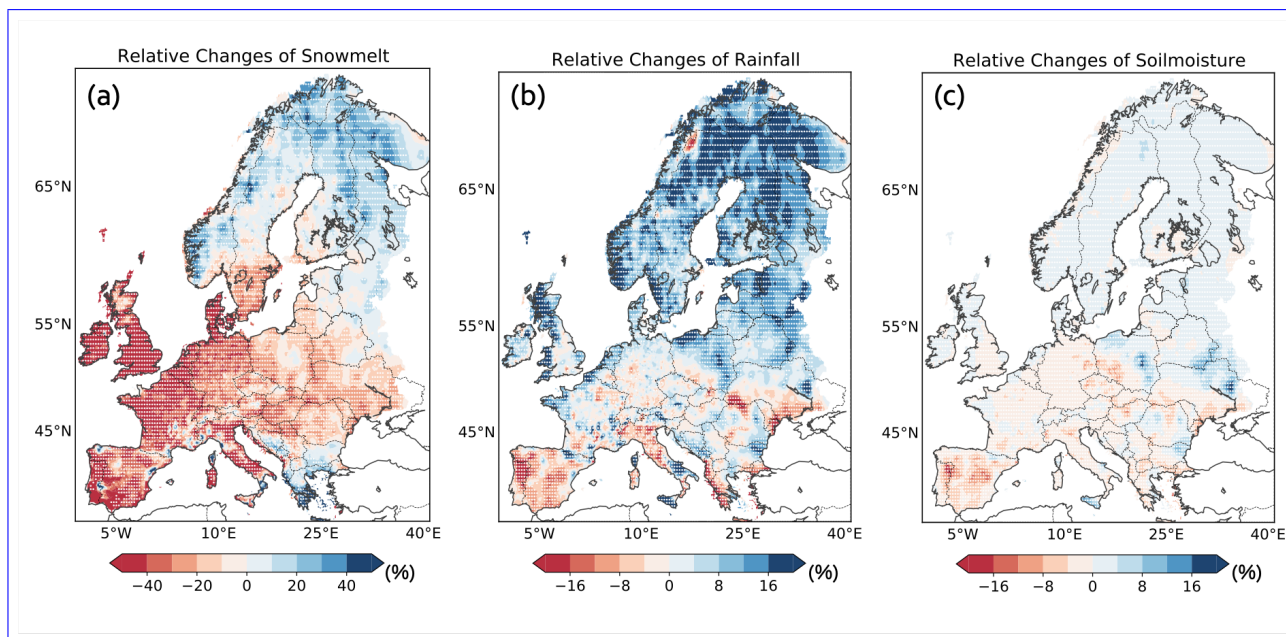 Relative Changes of Snowmelt
(a)
65°N
55°N
45°N
5°W 10°E 25°E 40°E
−40 −20 0 20 40 (%)
Relative Changes of Rainfall
(b)
65°N
55°N
45°N
5°W 10°E 25°E 40°E
−16 −8 0 8 16 (%)
Relative Changes of Soilmoisture
(c)
65°N
55°N
45°N
5°W 10°E 25°E 40°E
−16 −8 0 8 16 (%)